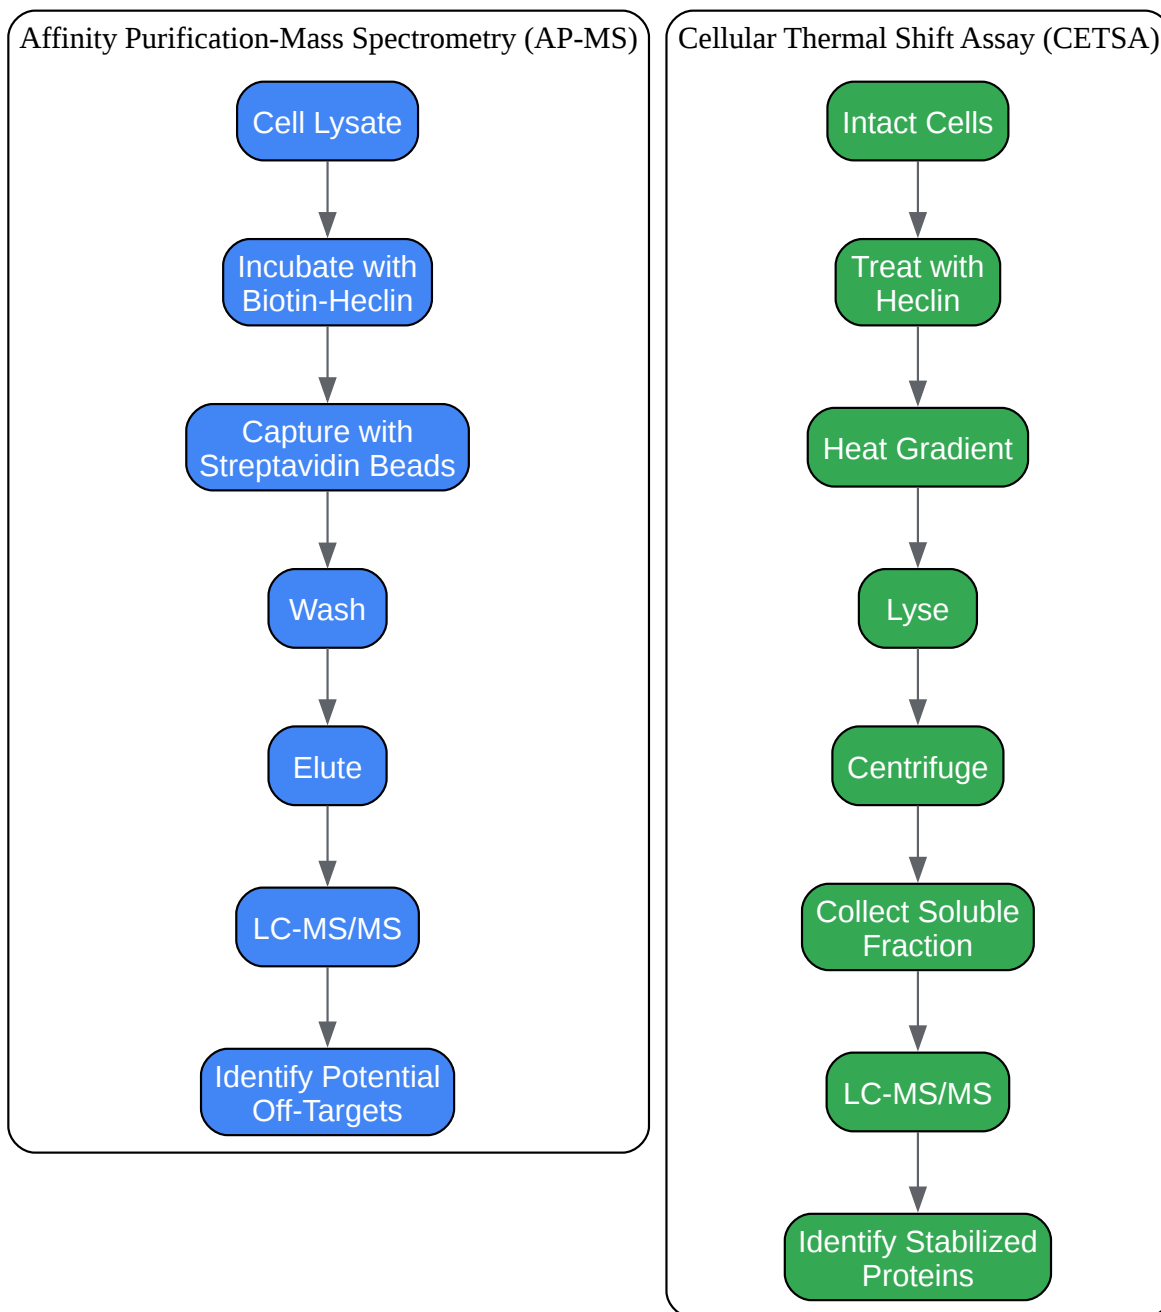 Affinity Purification-Mass Spectrometry (AP-MS)
Cell Lysate
Incubate with
Biotin-Heclin
Capture with
Streptavidin Beads
Wash
Elute
LC-MS/MS
Identify Potential
Off-Targets
Cellular Thermal Shift Assay (CETSA)
Intact Cells
Treat with
Heclin
Heat Gradient
Lyse
Centrifuge
Collect Soluble
Fraction
LC-MS/MS
Identify Stabilized
Proteins